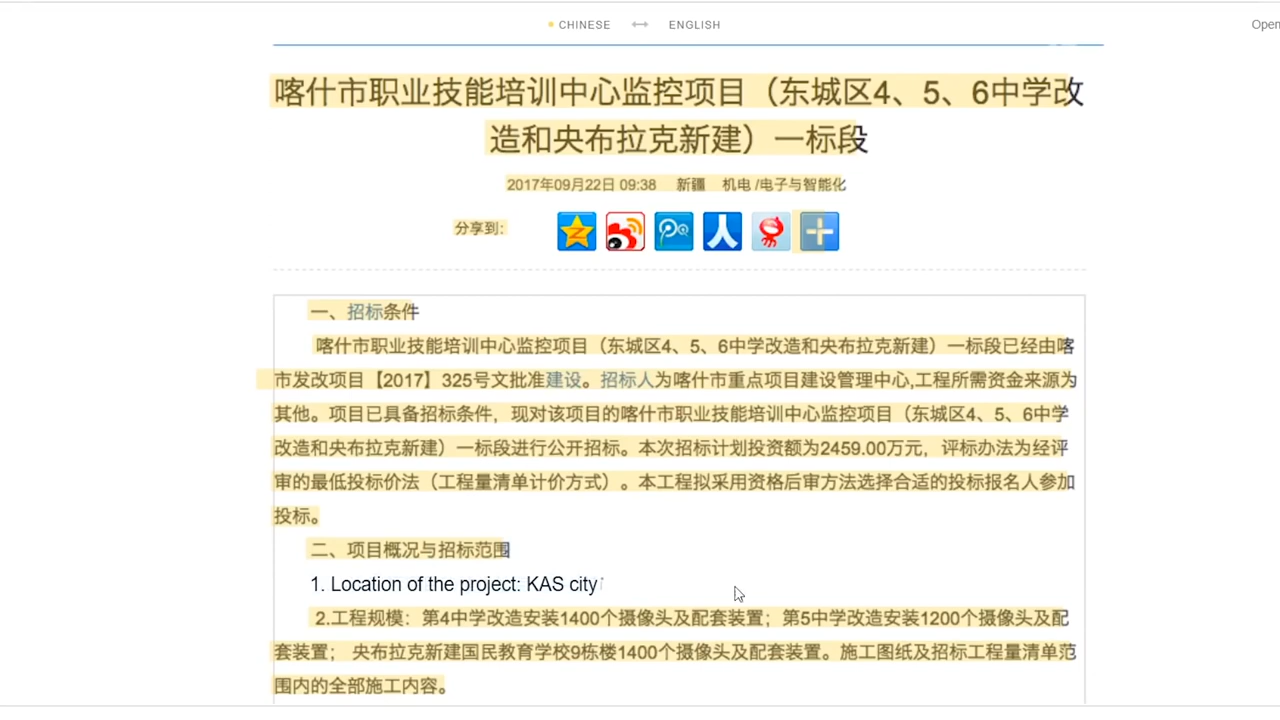 CHINESE ENGLISH Open
喀什市职业技能培训中心监控项目（东城区4、5、6中学改
造和央布拉克新建）一标段
2017年09月22日 09:38 新疆 机电 /电子与智能化
分享到：
一、招标条件
喀什市职业技能培训中心监控项目（东城区4、5、6中学改造和央布拉克新建）一标段已经由喀
市发改项目【2017】325号文批准建设。招标人为喀什市重点项目建设管理中心,工程所需资金来源为
其他。项目已具备招标条件，现对该项目的喀什市职业技能培训中心监控项目（东城区4、5、6中学
改造和央布拉克新建）一标段进行公开招标。本次招标计划投资额为2459.00万元，评标办法为经评
审的最低投标价法（工程量清单计价方式）。本工程拟采用资格后审方法选择合适的投标报名人参加
投标。
二、项目概况与招标范围
1. Location of the project: KAS city
2.工程规模：第4中学改造安装1400个摄像头及配套装置；第5中学改造安装1200个摄像头及配
套装置； 央布拉克新建国民教育学校9栋楼1400个摄像头及配套装置。施工图纸及招标工程量清单范
围内的全部施工内容。